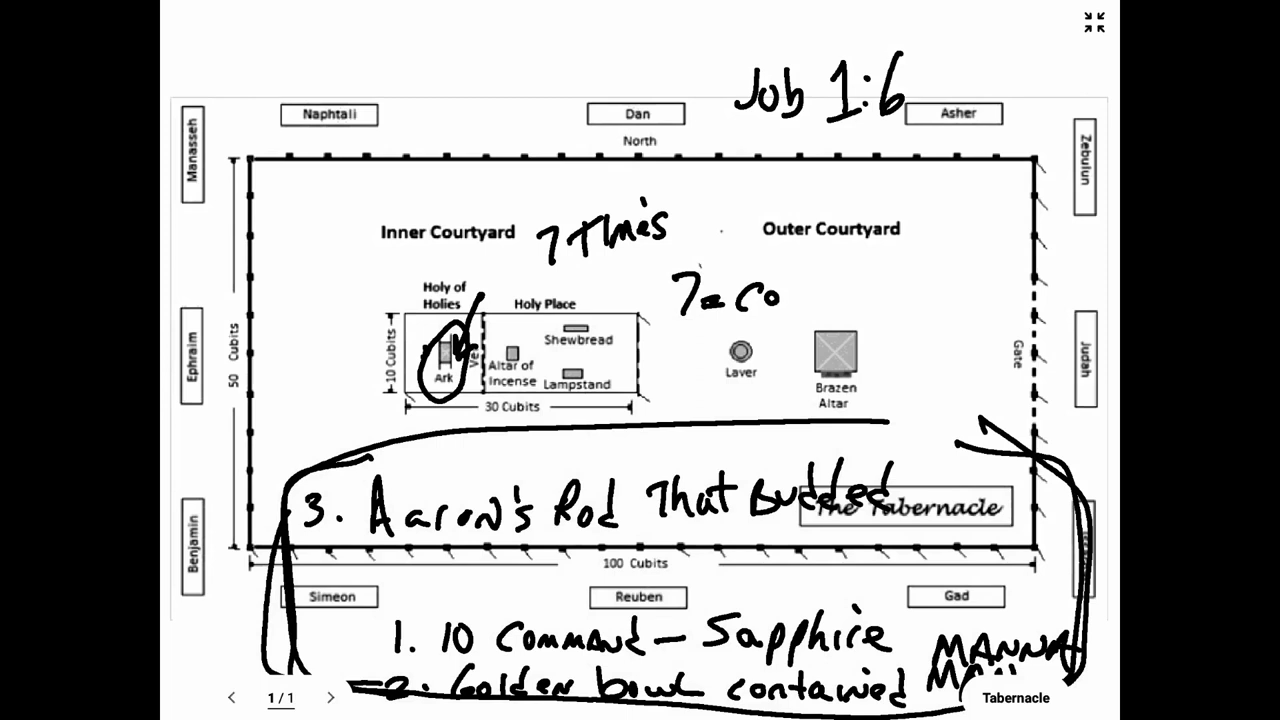 Job 1:6
Naphtali
Dan
Asher
North
Manasseh
Zebulun
Inner Courtyard
7 times
Outer Courtyard
7 = co
Holy of
Holies
Holy Place
Ephraim
50 Cubits
10 Cubits
Ark
Shewbread
Altar of
Incense
Lampstand
Laver
Brazen
Altar
Gate
Judah
30 Cubits
3. Aaron's Rod That Budded
The Tabernacle
Benjamin
100 Cubits
Simeon
Reuben
Gad
1. 10 Command - Sapphire
MANNA
2. Golden bowl contained
1/1
Tabernacle